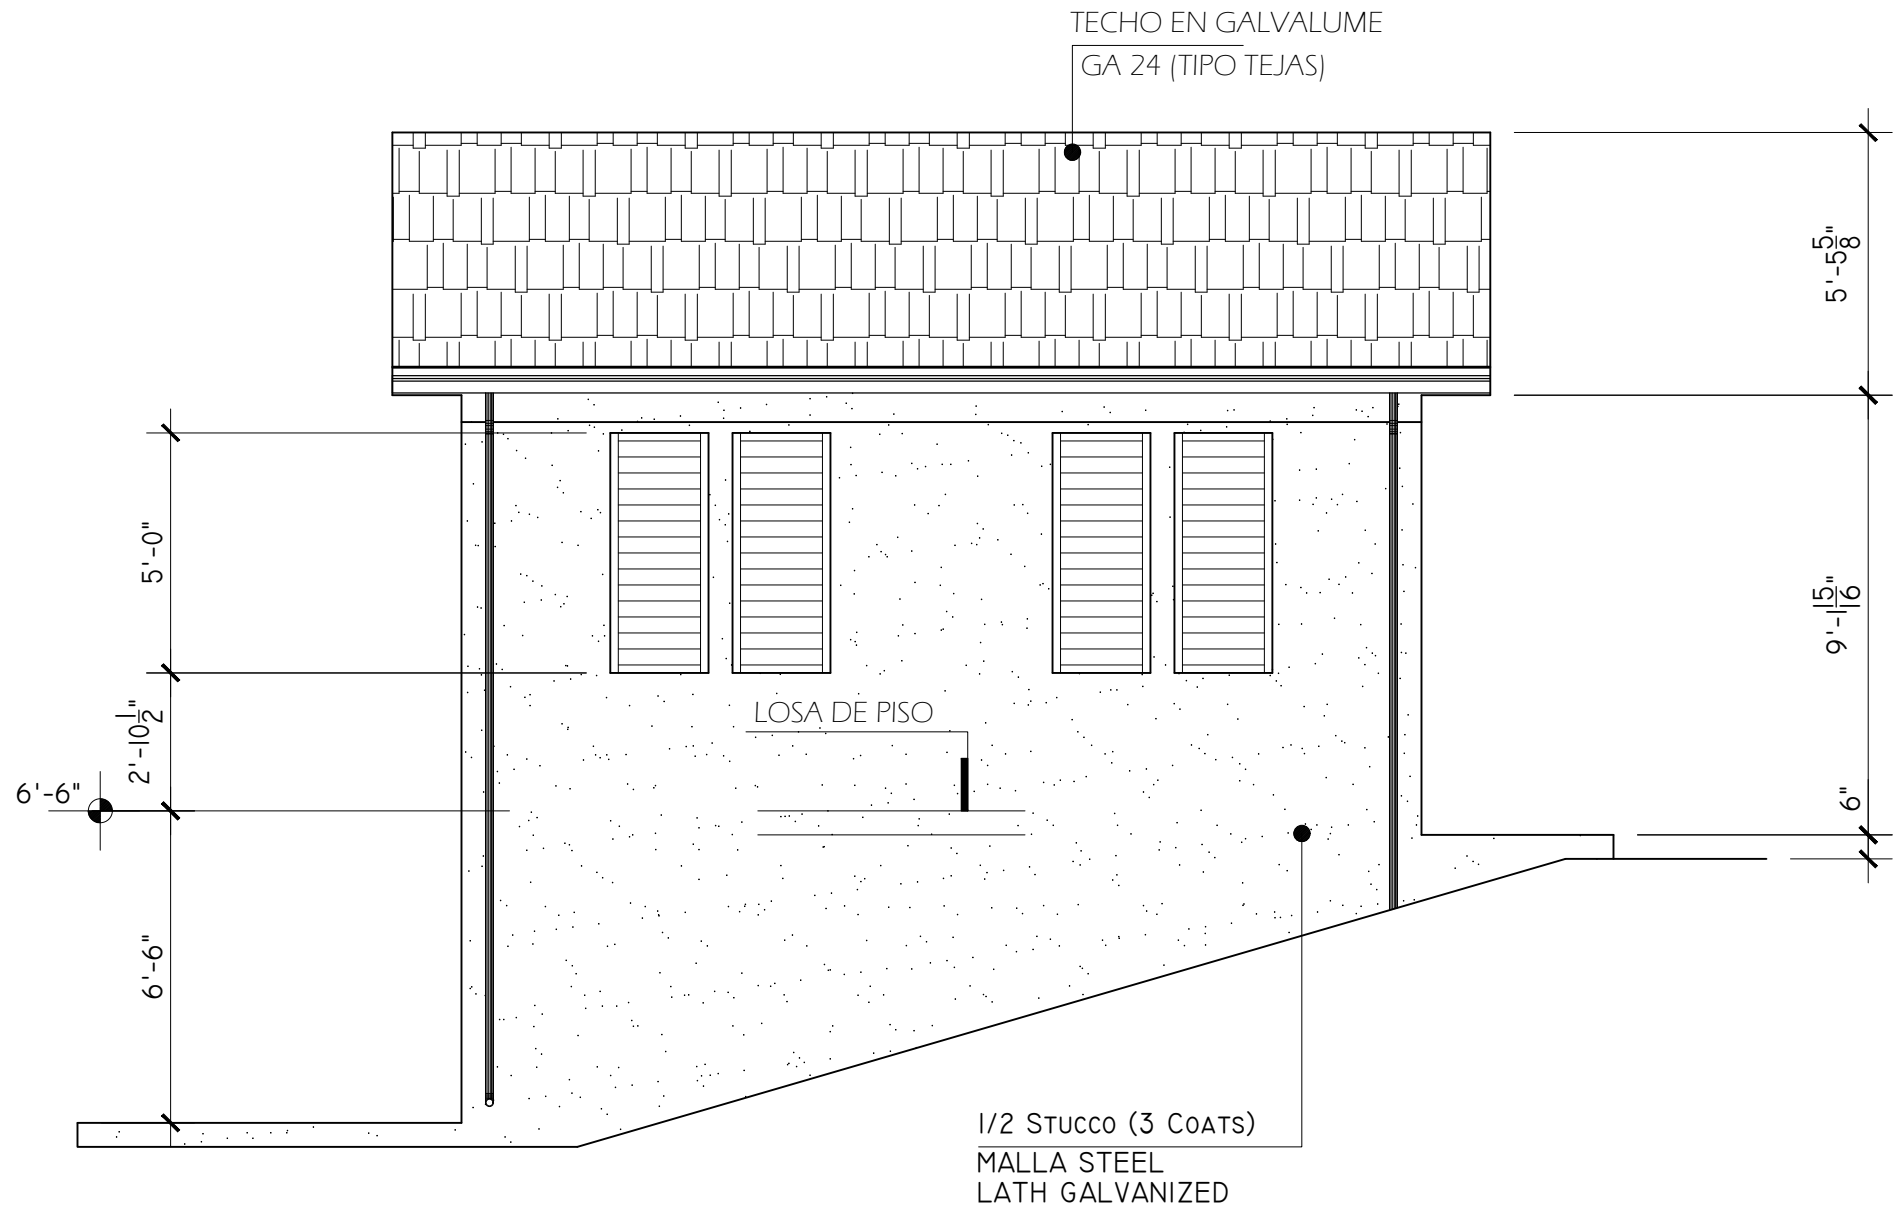 TECHO EN GALVALUME
GA 24 (TIPO TEJAS)
5'-5 5/8"
5'-0"
9'-1 15/16"
LOSA DE PISO
2'-10 1/2"
6'-6"
6"
6'-6"
1/2 STUCCO (3 COATS)
MALLA STEEL
LATH GALVANIZED